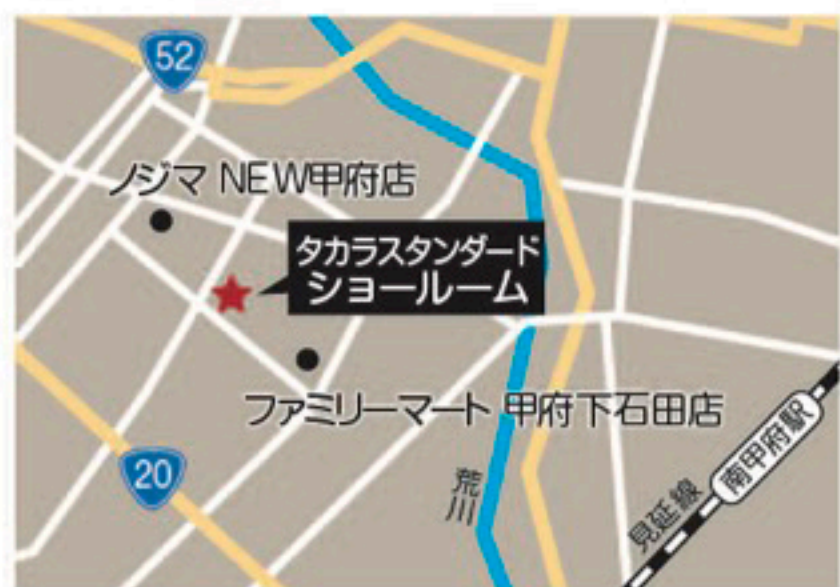 52
ノジマ NEW甲府店
タカラスタンダード
ショールーム
ファミリーマート 甲府下石田店
20
荒川
見延線
南甲府駅